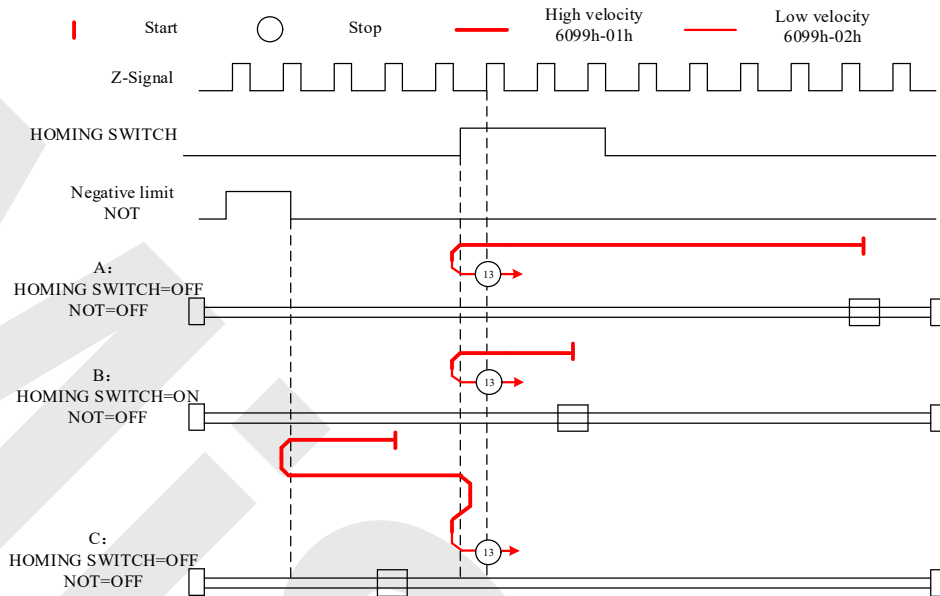 Start
Stop
High velocity
6099h-01h
Low velocity
6099h-02h
Z-Signal
HOMING SWITCH
Negative limit
NOT
A：
HOMING SWITCH=OFF
NOT=OFF
13
B：
HOMING SWITCH=ON
NOT=OFF
13
C：
HOMING SWITCH=OFF
NOT=OFF
13